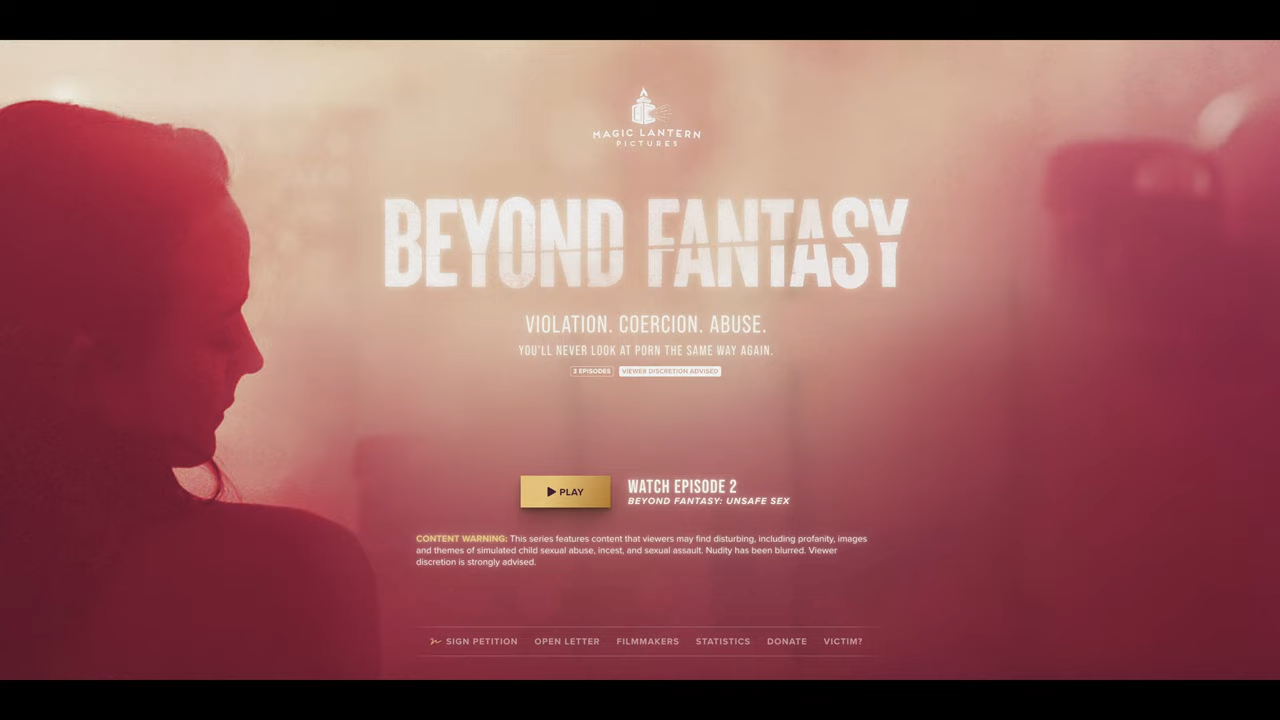 MAGIC LANTERN
PICTURES
BEYOND FANTASY
VIOLATION. COERCION. ABUSE.
YOU'LL NEVER LOOK AT PORN THE SAME WAY AGAIN.
3 EPISODES VIEWER DISCRETION ADVISED
PLAY
WATCH EPISODE 2
BEYOND FANTASY: UNSAFE SEX
CONTENT WARNING: This series features content that viewers may find disturbing, including profanity, images
and themes of simulated child sexual abuse, incest, and sexual assault. Nudity has been blurred. Viewer
discretion is strongly advised.
SIGN PETITION OPEN LETTER FILMMAKERS STATISTICS DONATE VICTIM?